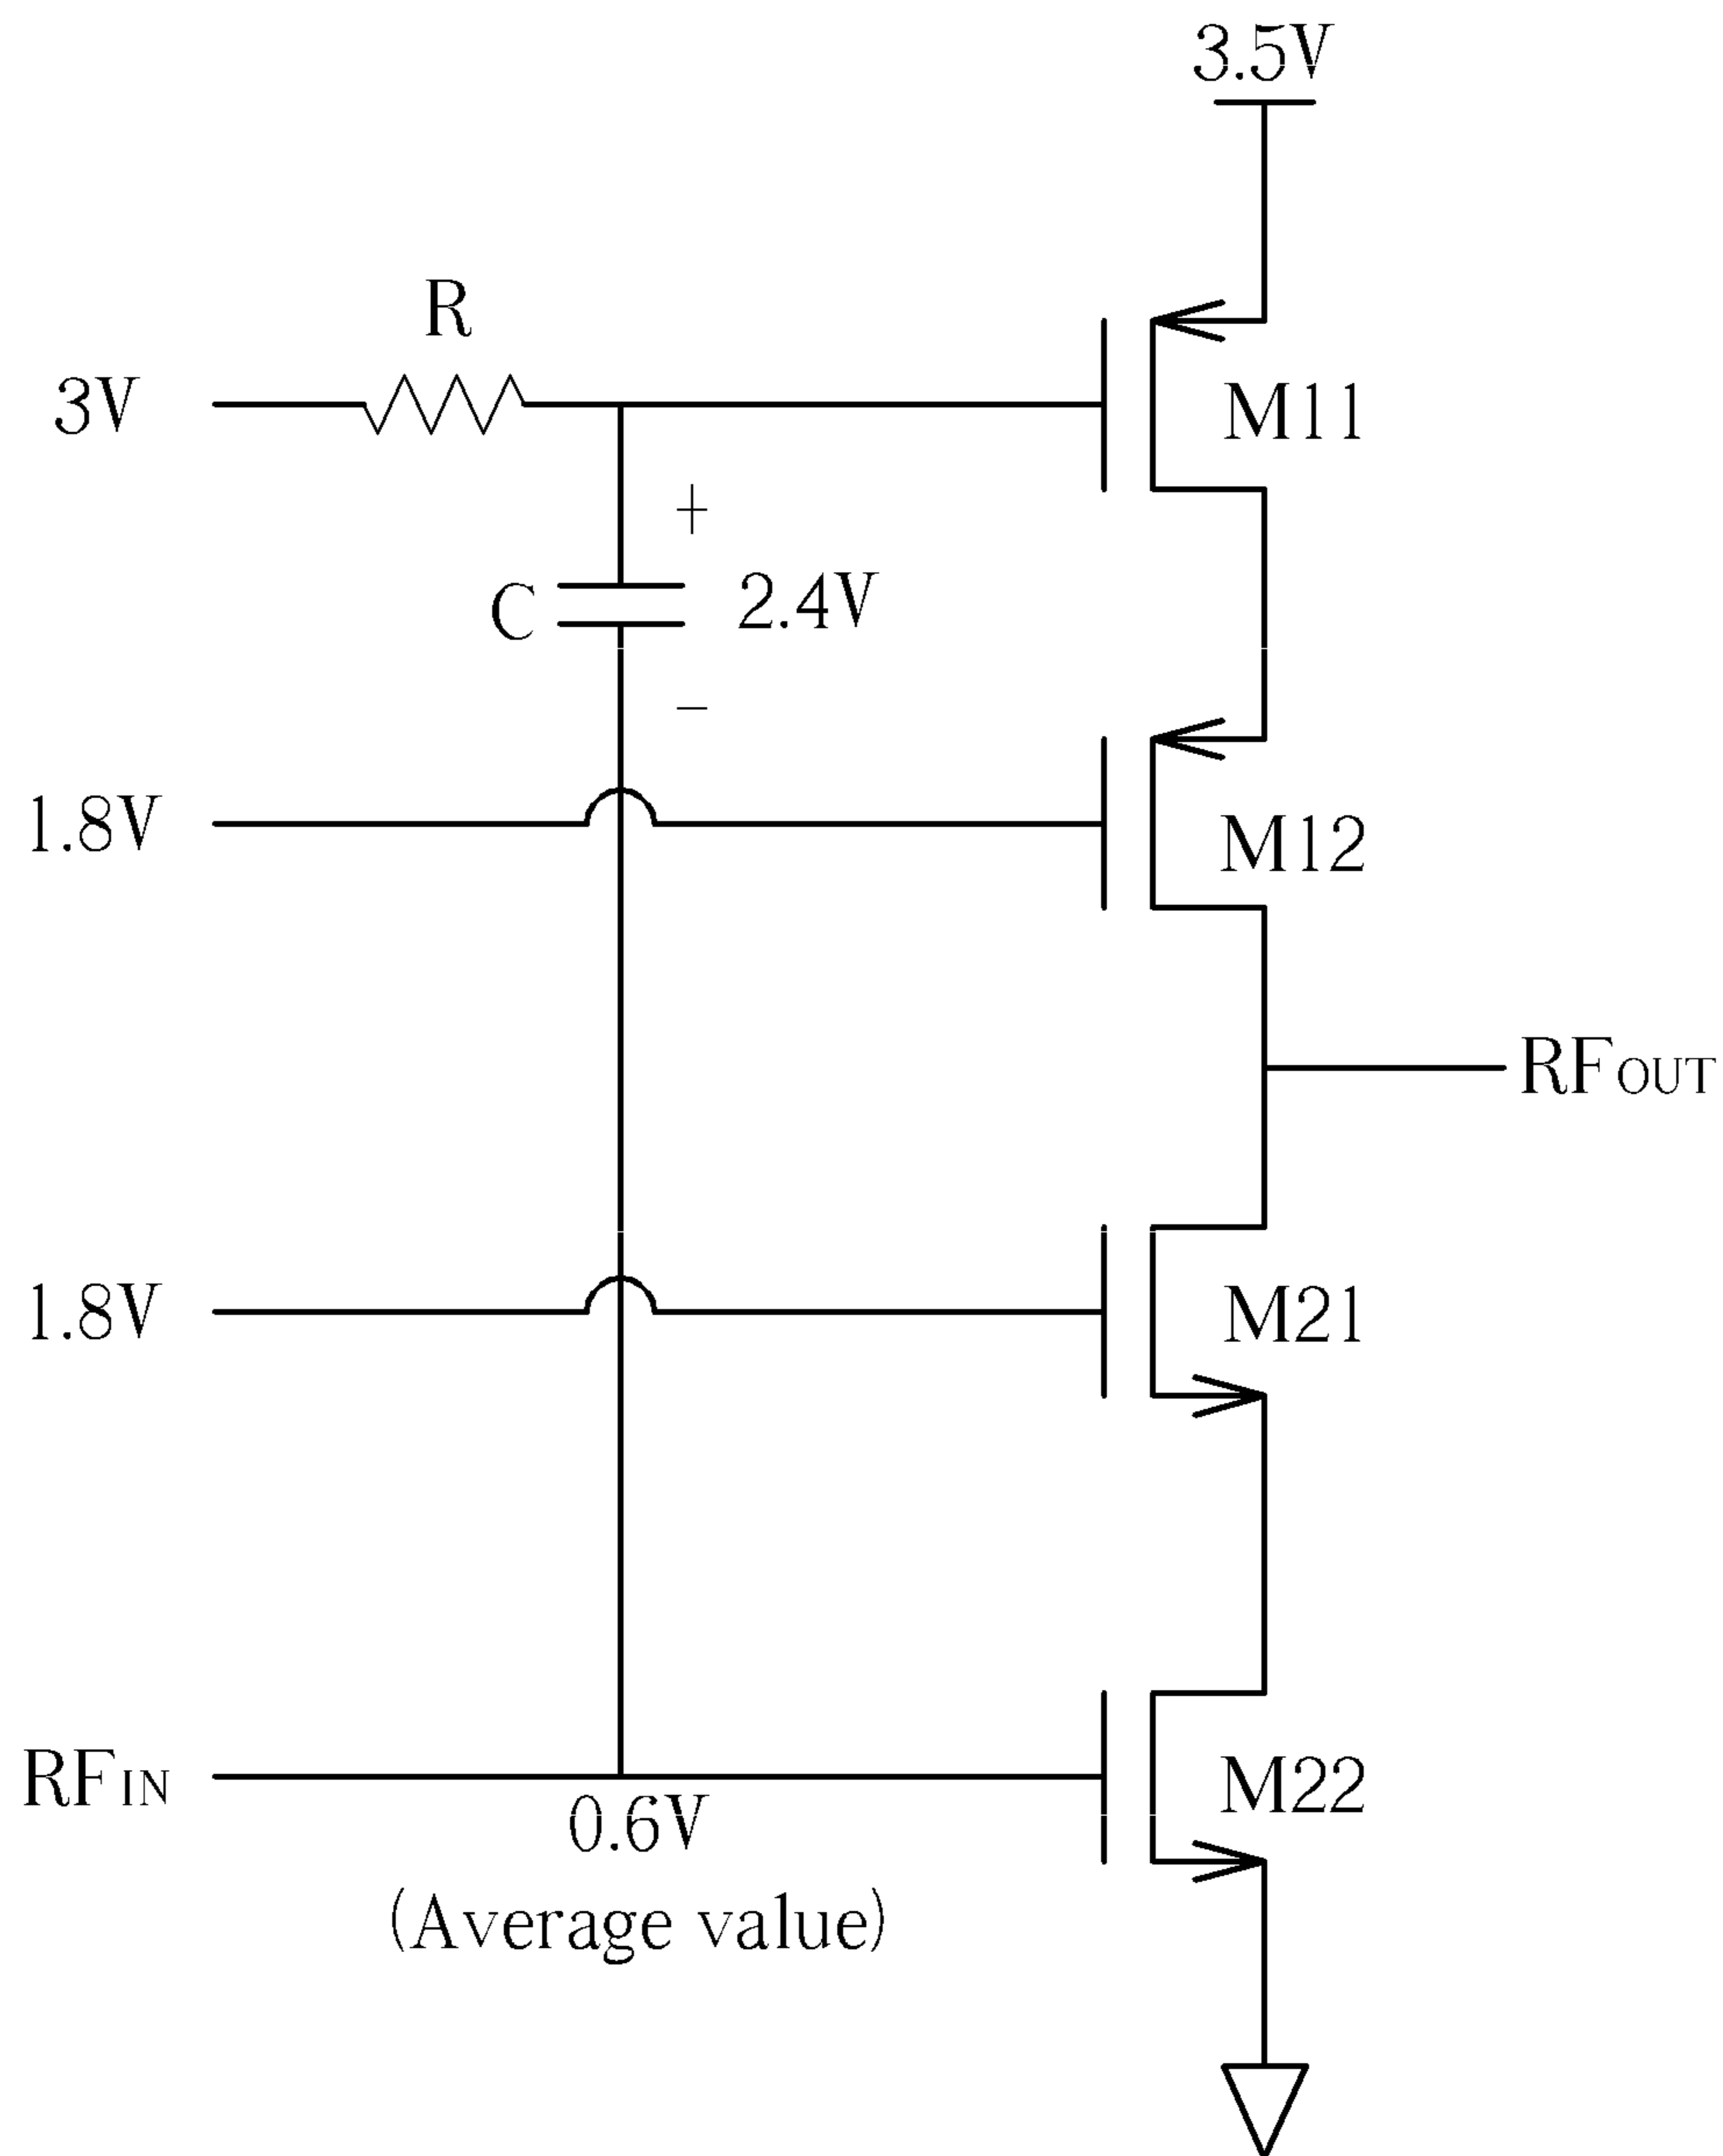 3.5V
R
3V
M11
+
C
2.4V
−
1.8V
M12
RFOUT
1.8V
M21
RFIN
M22
0.6V
(Average value)